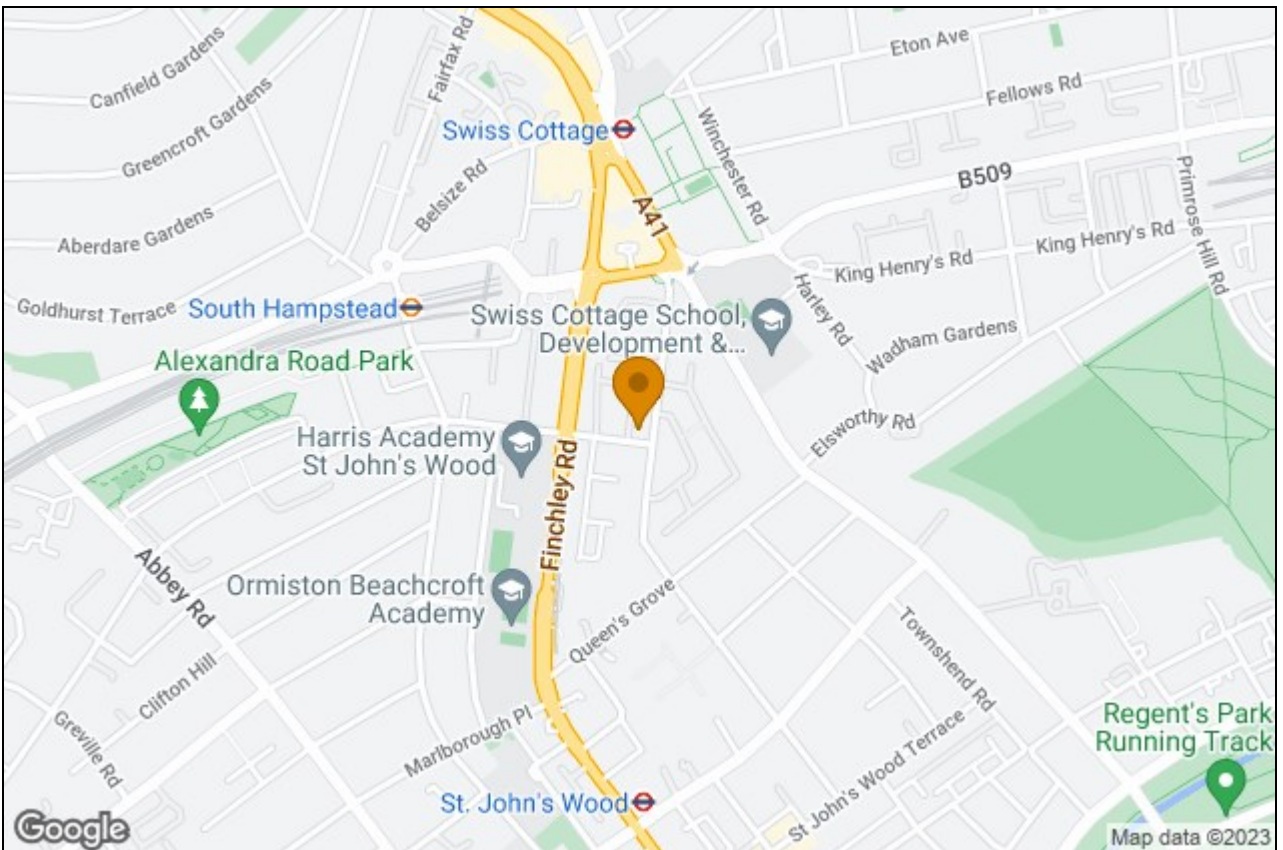 Fairfax Rd
Canfield Gardens
Eton Ave
Fellows Rd
Greencroft Gardens
Swiss Cottage
Winchester Rd
Belsize Rd
B509
Primrose Hill Rd
A41
Aberdare Gardens
King Henry's Rd
King Henry's Rd
Goldhurst Terrace
South Hampstead
Harley Rd
Swiss Cottage School,
Development &...
Wadham Gardens
Alexandra Road Park
Elsworthy Rd
Harris Academy
St John's Wood
Finchley Rd
Abbey Rd
Ormiston Beachcroft
Academy
Queen's Grove
Townshend Rd
Clifton Hill
Greville Rd
Marlborough Pl
Regent's Park
Running Track
St John's Wood Terrace
St. John's Wood
Google
Map data ©2023